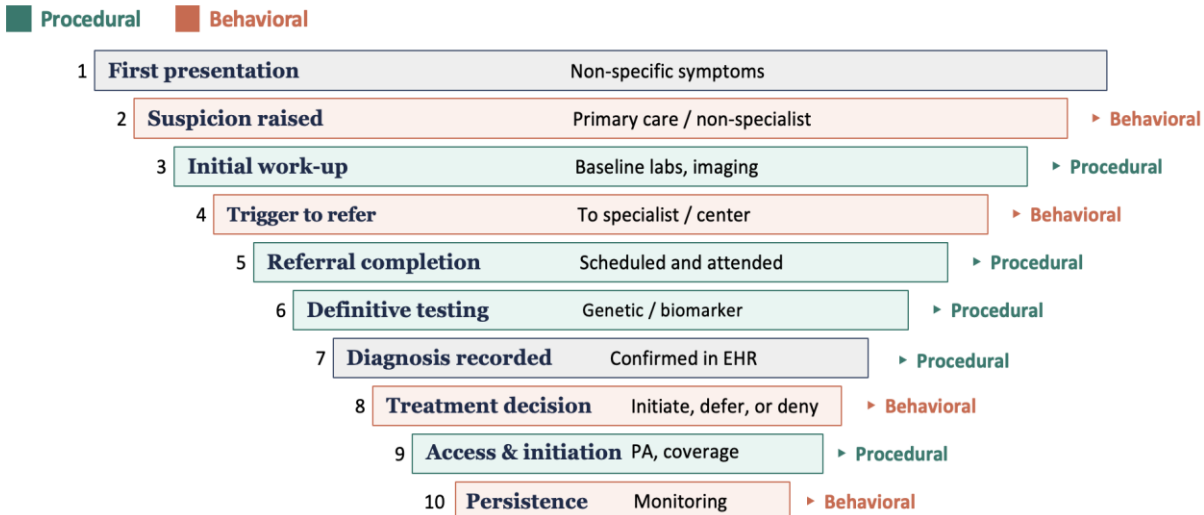 Procedural Behavioral
1 First presentation Non-specific symptoms
2 Suspicion raised Primary care / non-specialist ▸ Behavioral
3 Initial work-up Baseline labs, imaging ▸ Procedural
4 Trigger to refer To specialist / center ▸ Behavioral
5 Referral completion Scheduled and attended ▸ Procedural
6 Definitive testing Genetic / biomarker ▸ Procedural
7 Diagnosis recorded Confirmed in EHR ▸ Procedural
8 Treatment decision Initiate, defer, or deny ▸ Behavioral
9 Access & initiation PA, coverage ▸ Procedural
10 Persistence Monitoring ▸ Behavioral